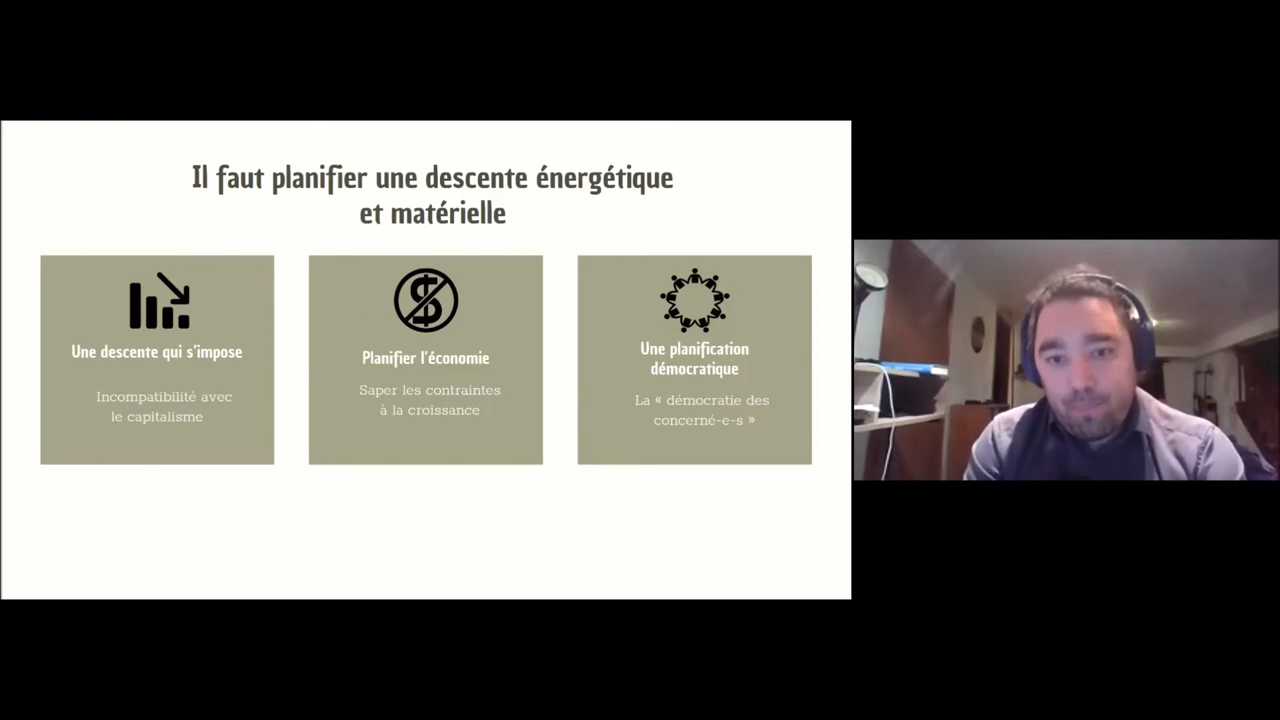 Il faut planifier une descente énergétique
et matérielle
Une descente qui s'impose
Incompatibilité avec
le capitalisme
Planifier l'économie
Saper les contraintes
à la croissance
Une planification
démocratique
La « démocratie des
concerné-e-s »